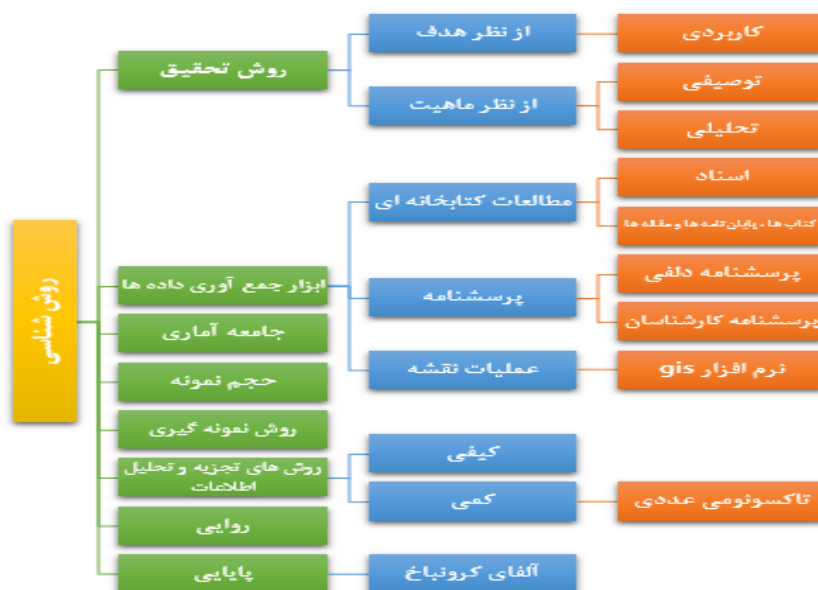 روش شناسی
روش تحقیق
از نظر هدف
کاربردی
از نظر ماهیت
توصیفی
تحلیلی
ابزار جمع آوری داده ها
مطالعات کتابخانه ای
اسناد
کتاب ها ، پایان نامه ها و مقاله ها
پرسشنامه
پرسشنامه دلفی
پرسشنامه کارشناسان
عملیات نقشه
نرم افزار gis
جامعه آماری
حجم نمونه
روش نمونه گیری
روش های تجزیه و تحلیل
اطلاعات
کیفی
کمی
تاکسونومی عددی
روایی
پایایی
آلفای کرونباخ